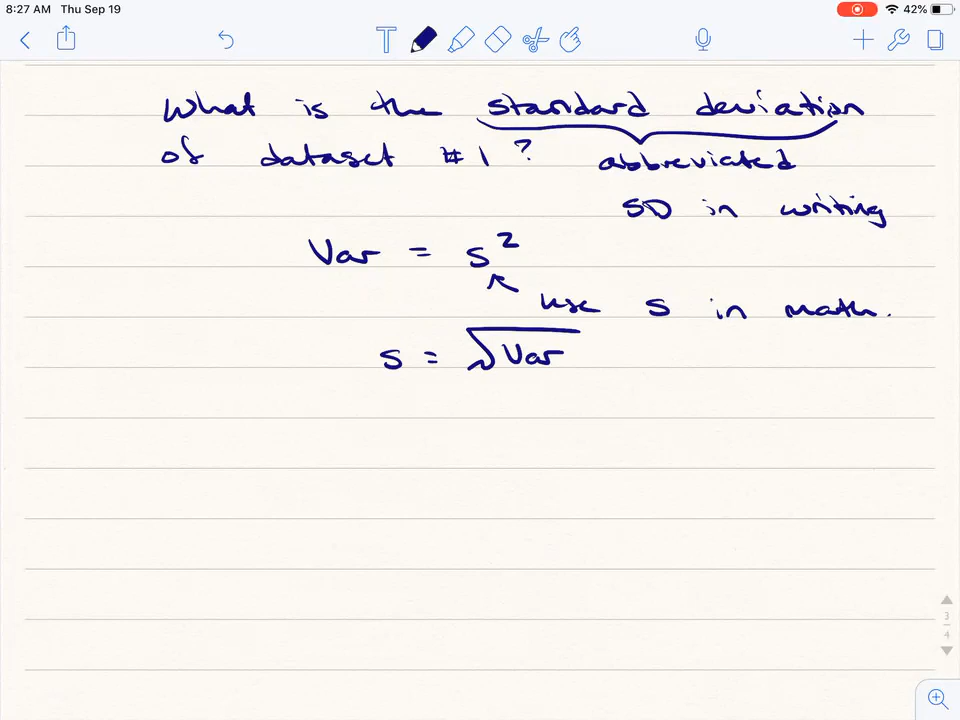 8:27 AM Thu Sep 19 42%
T
What is the standard deviation
of dataset #1? abbreviated
SD in writing
Var = s²
use s in math.
s = √Var
3
4